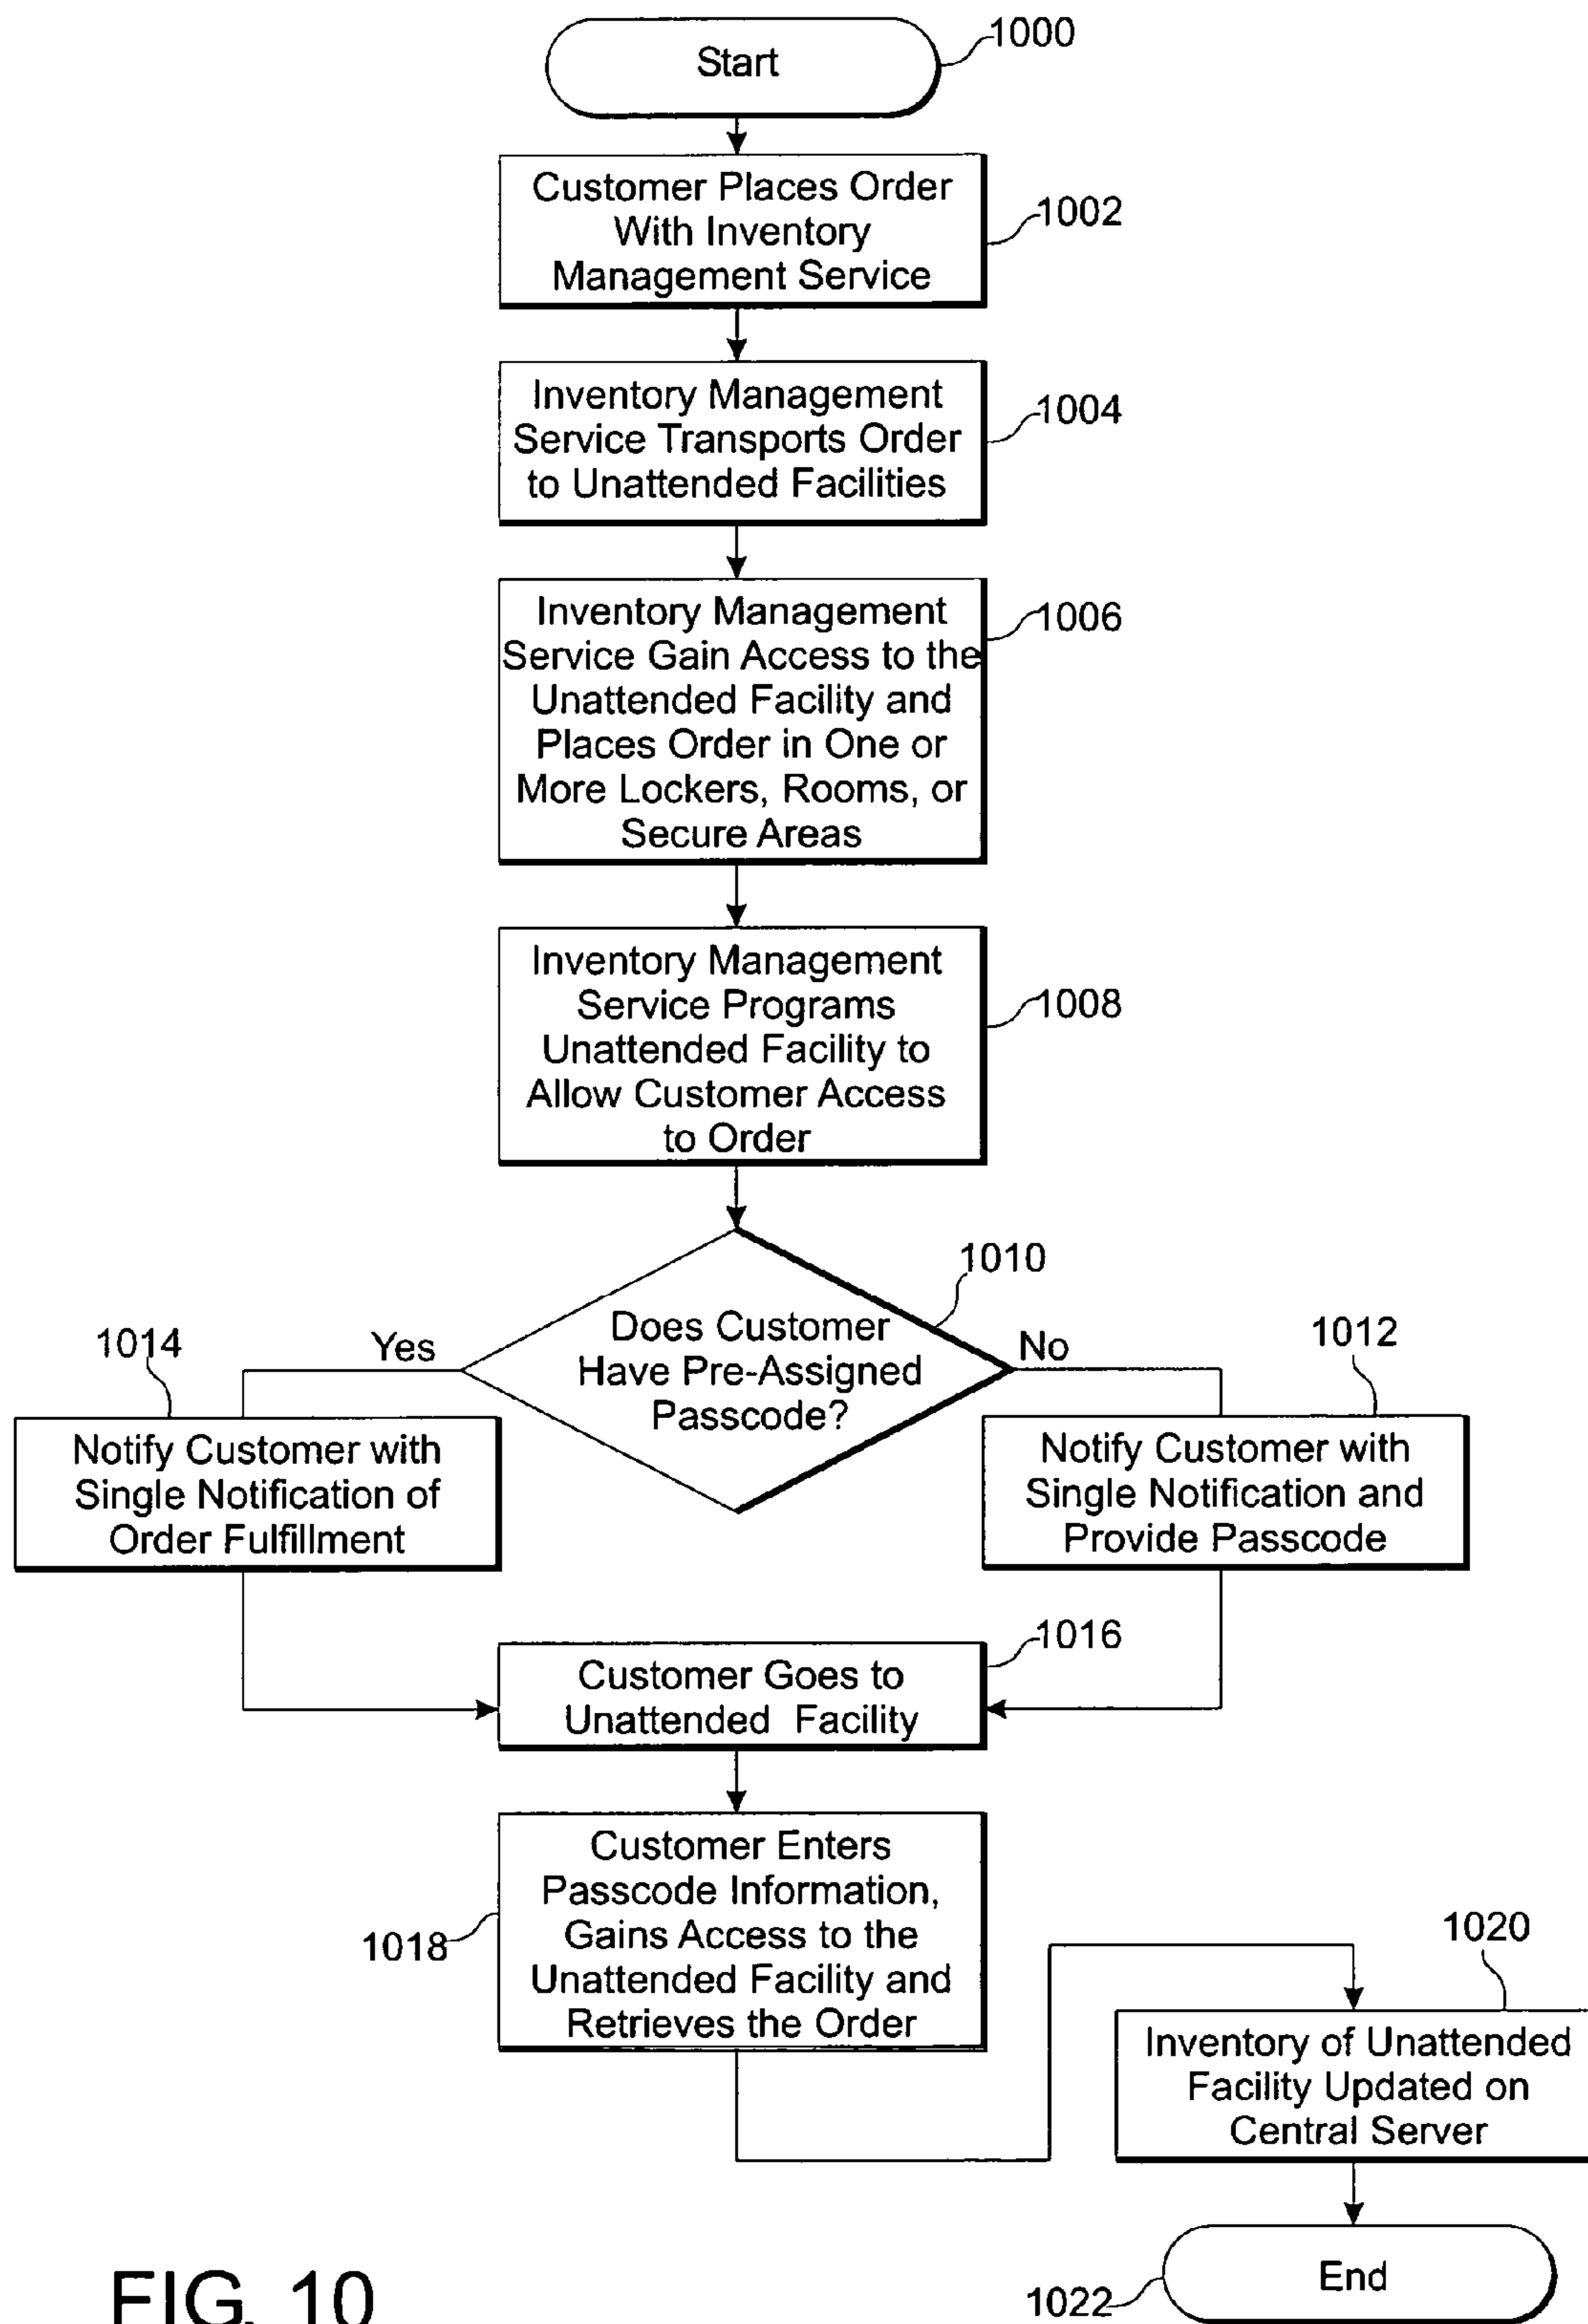 Start
1000
Customer Places Order
With Inventory
Management Service
1002
Inventory Management
Service Transports Order
to Unattended Facilities
1004
Inventory Management
Service Gain Access to the
Unattended Facility and
Places Order in One or
More Lockers, Rooms, or
Secure Areas
1006
Inventory Management
Service Programs
Unattended Facility to
Allow Customer Access
to Order
1008
Does Customer
Have Pre-Assigned
Passcode?
1010
Yes
No
1014
Notify Customer with
Single Notification of
Order Fulfillment
1012
Notify Customer with
Single Notification and
Provide Passcode
Customer Goes to
Unattended Facility
1016
Customer Enters
Passcode Information,
Gains Access to the
Unattended Facility and
Retrieves the Order
1018
1020
Inventory of Unattended
Facility Updated on
Central Server
End
1022
FIG. 10